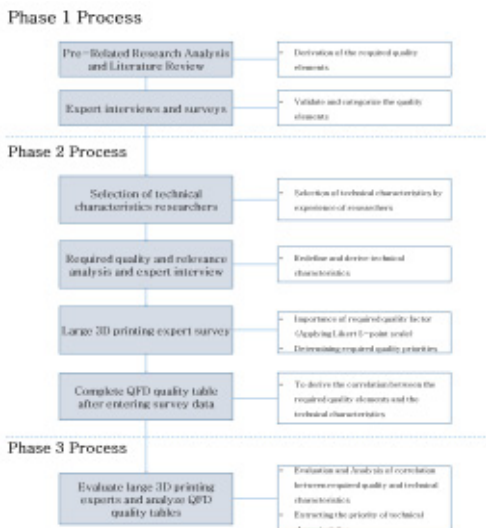 Phase 1 Process
Pre-Related Research Analysis
and Literature Review
- Derivation of the required quality
elements
Expert interviews and surveys
- Validate and categorize the quality
elements
Phase 2 Process
Selection of technical
characteristics researchers
- Selection of technical characteristics by
experience of researchers
Required quality and relevance
analysis and expert interview
- Redefine and derive technical
characteristics
Large 3D printing expert survey
- Importance of required quality factor
(Applying Likert 5-point scale)
- Determining required quality priorities
Complete QFD quality table
after entering survey data
- To derive the correlation between the
required quality elements and the
technical characteristics
Phase 3 Process
Evaluate large 3D printing
experts and analyze QFD
quality tables
- Evaluation and Analysis of correlation
between required quality and technical
characteristics
- Extracting the priority of technical